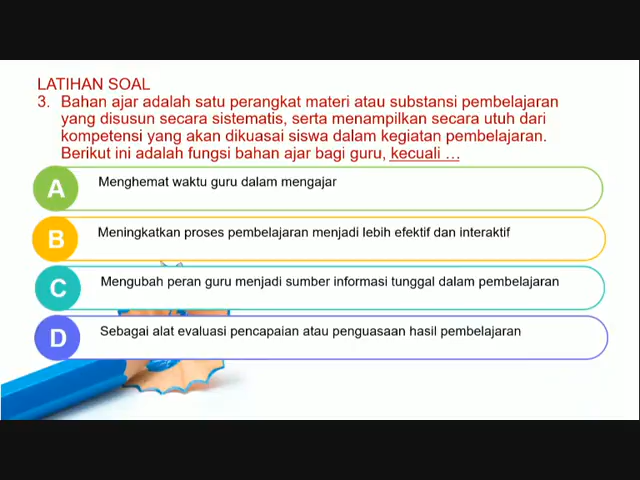 LATIHAN SOAL
3. Bahan ajar adalah satu perangkat materi atau substansi pembelajaran
yang disusun secara sistematis, serta menampilkan secara utuh dari
kompetensi yang akan dikuasai siswa dalam kegiatan pembelajaran.
Berikut ini adalah fungsi bahan ajar bagi guru, kecuali ...
A Menghemat waktu guru dalam mengajar
B Meningkatkan proses pembelajaran menjadi lebih efektif dan interaktif
C Mengubah peran guru menjadi sumber informasi tunggal dalam pembelajaran
D Sebagai alat evaluasi pencapaian atau penguasaan hasil pembelajaran